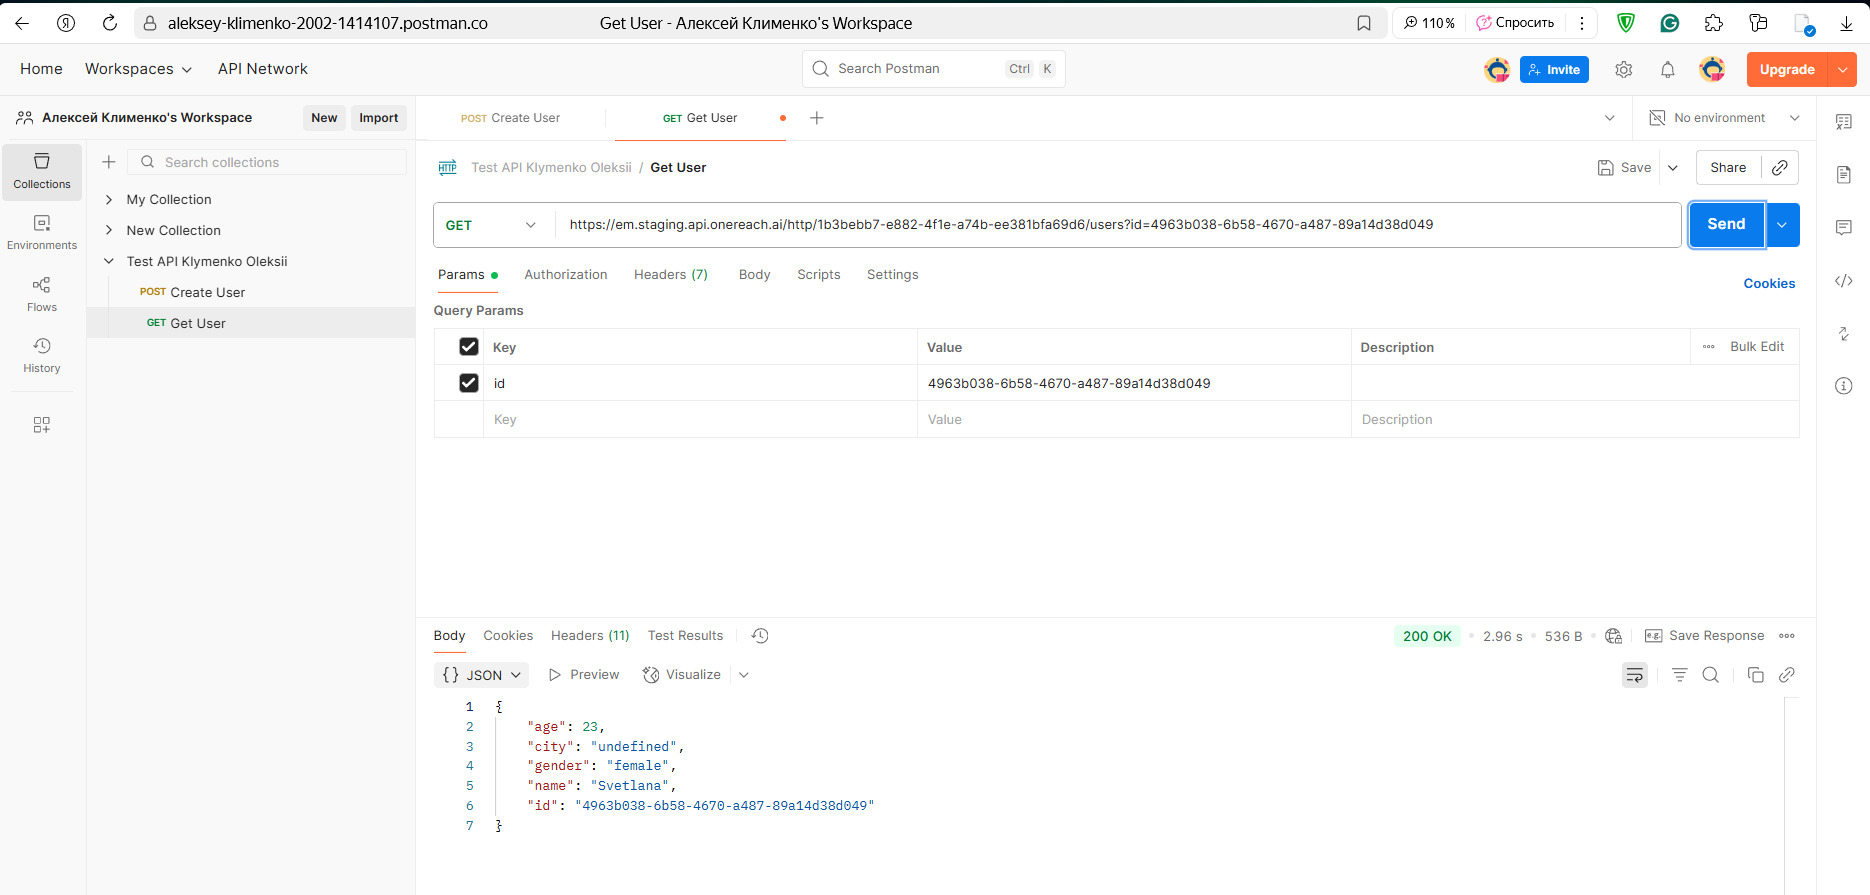 aleksey-klimenko-2002-1414107.postman.co
Get User - Алексей Клименко's Workspace
110 %
Спросить
Home
Workspaces
API Network
Search Postman
Ctrl
K
Invite
Upgrade
Алексей Клименко's Workspace
New
Import
POST Create User
GET Get User
No environment
Collections
Environments
Flows
History
Search collections
My Collection
New Collection
Test API Klymenko Oleksii
POST Create User
GET Get User
HTTP
Test API Klymenko Oleksii / Get User
Save
Share
GET
https://em.staging.api.onereach.ai/http/1b3bebb7-e882-4f1e-a74b-ee381bfa69d6/users?id=4963b038-6b58-4670-a487-89a14d38d049
Send
Params
Authorization
Headers (7)
Body
Scripts
Settings
Cookies
Query Params
Key
Value
Description
Bulk Edit
id
4963b038-6b58-4670-a487-89a14d38d049
Key
Value
Description
Body
Cookies
Headers (11)
Test Results
200 OK
2.96 s
536 B
e.g.
Save Response
{} JSON
Preview
Visualize
1 {
2 "age": 23,
3 "city": "undefined",
4 "gender": "female",
5 "name": "Svetlana",
6 "id": "4963b038-6b58-4670-a487-89a14d38d049"
7 }